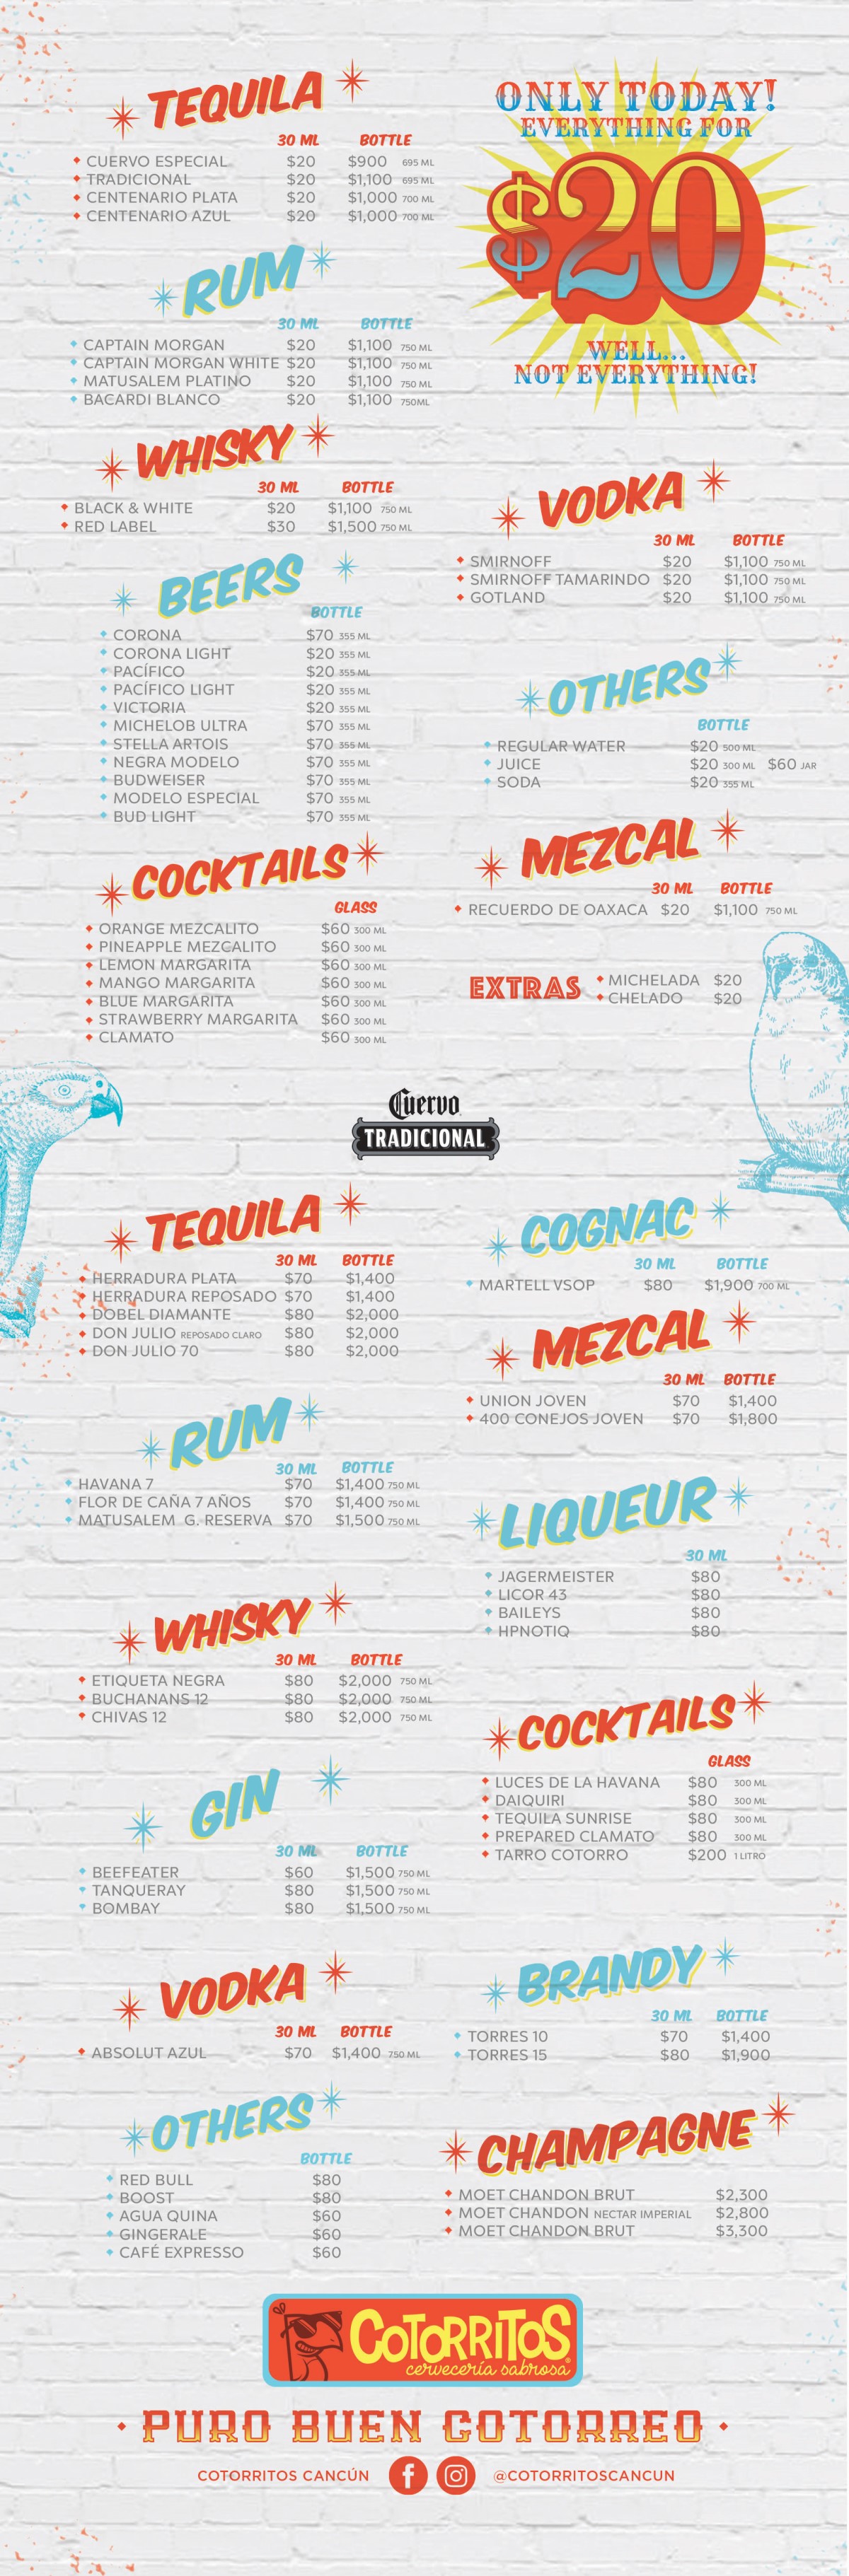 TEQUILA
30 ML BOTTLE
CUERVO ESPECIAL $20 $900 695 ML
TRADICIONAL $20 $1,100 695 ML
CENTENARIO PLATA $20 $1,000 700 ML
CENTENARIO AZUL $20 $1,000 700 ML
RUM
30 ML BOTTLE
CAPTAIN MORGAN $20 $1,100 750 ML
CAPTAIN MORGAN WHITE $20 $1,100 750 ML
MATUSALEM PLATINO $20 $1,100 750 ML
BACARDI BLANCO $20 $1,100 750ML
WHISKY
30 ML BOTTLE
BLACK & WHITE $20 $1,100 750 ML
RED LABEL $30 $1,500 750 ML
BEERS
BOTTLE
CORONA $70 355 ML
CORONA LIGHT $20 355 ML
PACÍFICO $20 355 ML
PACÍFICO LIGHT $20 355 ML
VICTORIA $20 355 ML
MICHELOB ULTRA $70 355 ML
STELLA ARTOIS $70 355 ML
NEGRA MODELO $70 355 ML
BUDWEISER $70 355 ML
MODELO ESPECIAL $70 355 ML
BUD LIGHT $70 355 ML
COCKTAILS
GLASS
ORANGE MEZCALITO $60 300 ML
PINEAPPLE MEZCALITO $60 300 ML
LEMON MARGARITA $60 300 ML
MANGO MARGARITA $60 300 ML
BLUE MARGARITA $60 300 ML
STRAWBERRY MARGARITA $60 300 ML
CLAMATO $60 300 ML
ONLY TODAY!
EVERYTHING FOR
$20
WELL...
NOT EVERYTHING!
VODKA
30 ML BOTTLE
SMIRNOFF $20 $1,100 750 ML
SMIRNOFF TAMARINDO $20 $1,100 750 ML
GOTLAND $20 $1,100 750 ML
OTHERS
BOTTLE
REGULAR WATER $20 500 ML
JUICE $20 300 ML $60 JAR
SODA $20 355 ML
MEZCAL
30 ML BOTTLE
RECUERDO DE OAXACA $20 $1,100 750 ML
EXTRAS
MICHELADA $20
CHELADO $20
Cuervo
TRADICIONAL
TEQUILA
30 ML BOTTLE
HERRADURA PLATA $70 $1,400
HERRADURA REPOSADO $70 $1,400
DOBEL DIAMANTE $80 $2,000
DON JULIO REPOSADO CLARO $80 $2,000
DON JULIO 70 $80 $2,000
RUM
30 ML BOTTLE
HAVANA 7 $70 $1,400 750 ML
FLOR DE CAÑA 7 AÑOS $70 $1,400 750 ML
MATUSALEM G. RESERVA $70 $1,500 750 ML
WHISKY
30 ML BOTTLE
ETIQUETA NEGRA $80 $2,000 750 ML
BUCHANANS 12 $80 $2,000 750 ML
CHIVAS 12 $80 $2,000 750 ML
GIN
30 ML BOTTLE
BEEFEATER $60 $1,500 750 ML
TANQUERAY $80 $1,500 750 ML
BOMBAY $80 $1,500 750 ML
VODKA
30 ML BOTTLE
ABSOLUT AZUL $70 $1,400 750 ML
OTHERS
BOTTLE
RED BULL $80
BOOST $80
AGUA QUINA $60
GINGERALE $60
CAFÉ EXPRESSO $60
COGNAC
30 ML BOTTLE
MARTELL VSOP $80 $1,900 700 ML
MEZCAL
30 ML BOTTLE
UNION JOVEN $70 $1,400
400 CONEJOS JOVEN $70 $1,800
LIQUEUR
30 ML
JAGERMEISTER $80
LICOR 43 $80
BAILEYS $80
HPNOTIQ $80
COCKTAILS
GLASS
LUCES DE LA HAVANA $80 300 ML
DAIQUIRI $80 300 ML
TEQUILA SUNRISE $80 300 ML
PREPARED CLAMATO $80 300 ML
TARRO COTORRO $200 1 LITRO
BRANDY
30 ML BOTTLE
TORRES 10 $70 $1,400
TORRES 15 $80 $1,900
CHAMPAGNE
MOET CHANDON BRUT $2,300
MOET CHANDON NECTAR IMPERIAL $2,800
MOET CHANDON BRUT $3,300
COTORRITOS
cervecería sabrosa
PURO BUEN COTORREO
COTORRITOS CANCÚN @COTORRITOSCANCUN